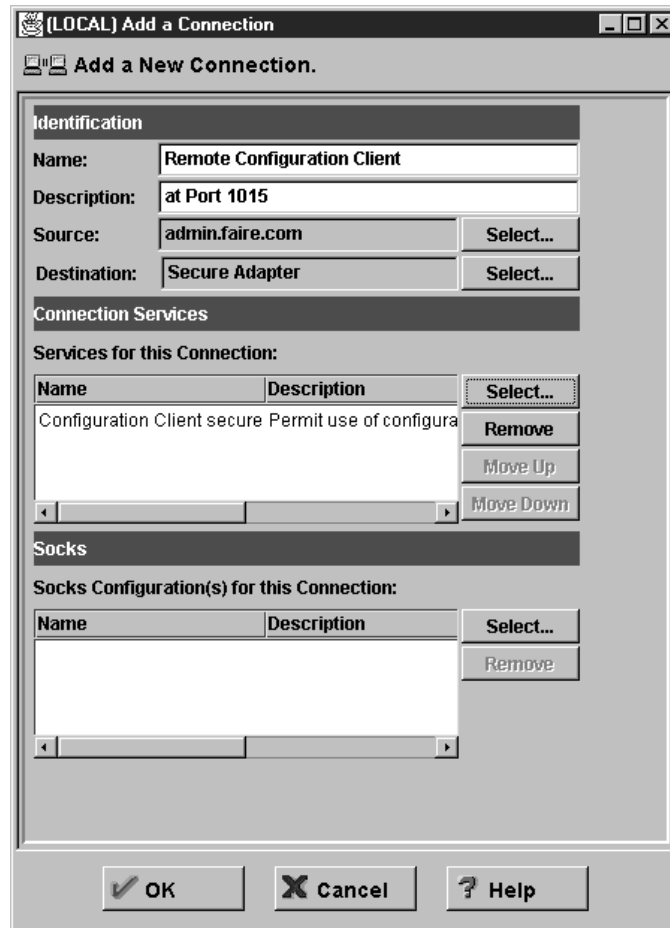 (LOCAL) Add a Connection
Add a New Connection.
Identification
Name: Remote Configuration Client
Description: at Port 1015
Source: admin.faire.com Select...
Destination: Secure Adapter Select...
Connection Services
Services for this Connection:
Name Description Select...
Configuration Client secure Permit use of configura
Remove
Move Up
Move Down
Socks
Socks Configuration(s) for this Connection:
Name Description Select...
Remove
OK Cancel Help